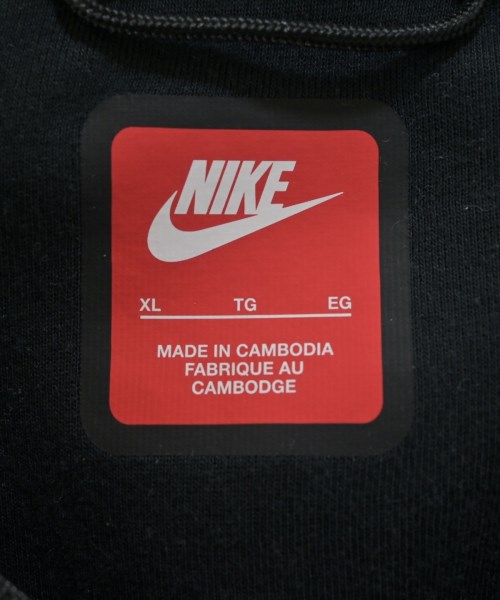 NIKE
XL TG EG
MADE IN CAMBODIA
FABRIQUE AU
CAMBODGE